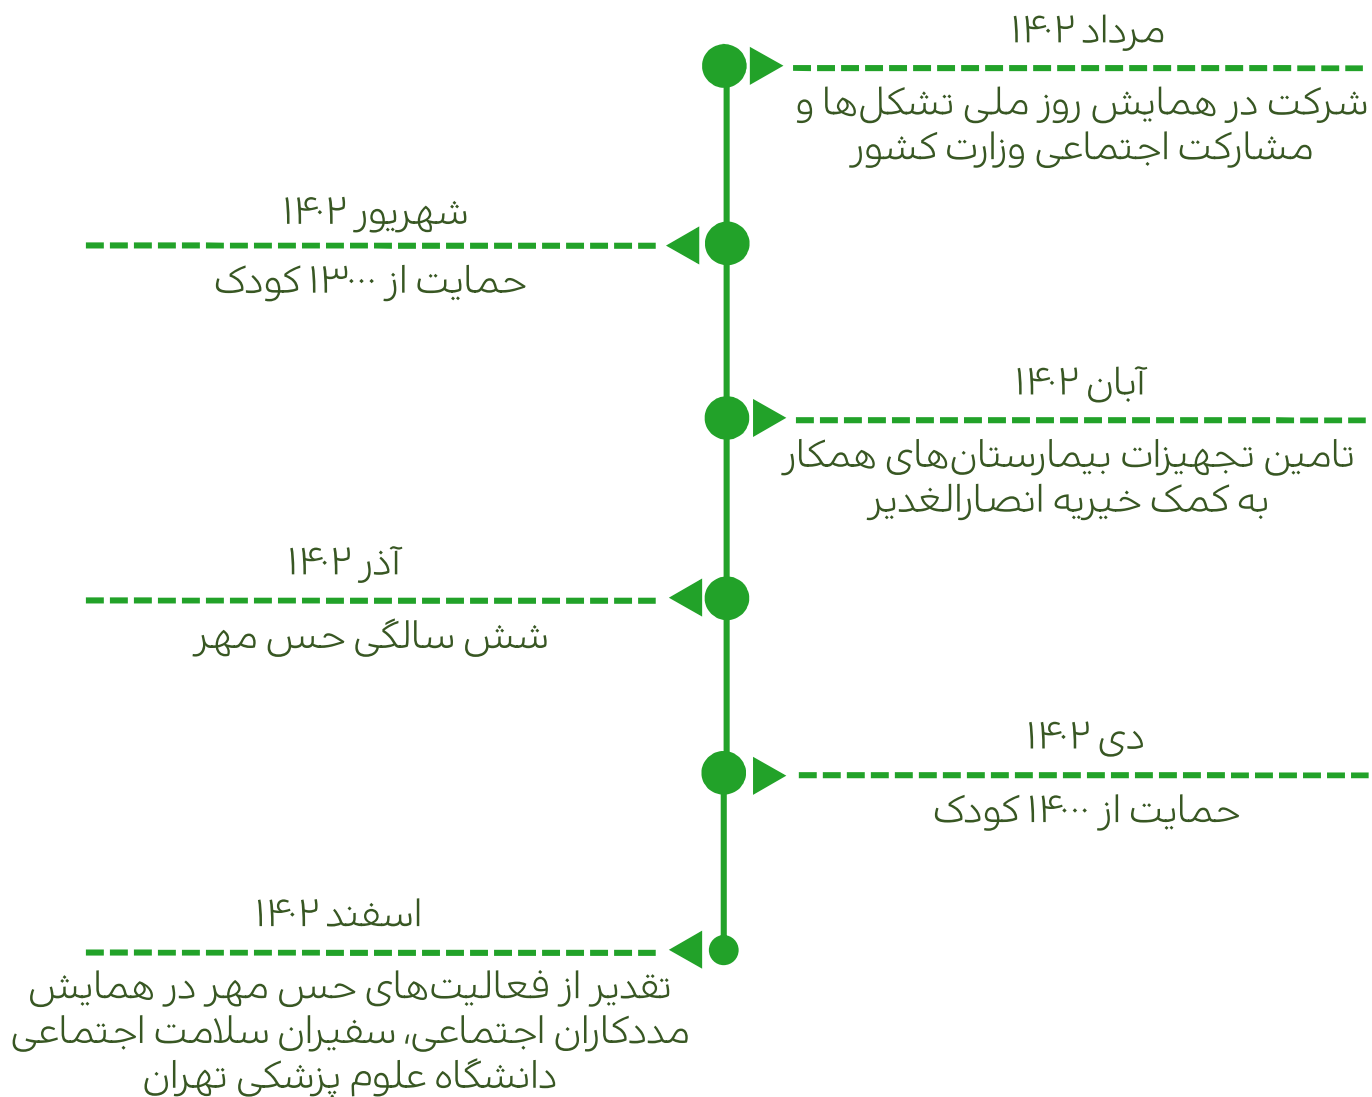 مرداد ۱۴۰۲
شرکت در همایش روز ملی تشکل‌ها و
مشارکت اجتماعی وزارت کشور
شهریور ۱۴۰۲
حمایت از ۱۳۰۰۰ کودک
آبان ۱۴۰۲
تامین تجهیزات بیمارستان‌های همکار
به کمک خیریه انصارالغدیر
آذر ۱۴۰۲
شش سالگی حس مهر
دی ۱۴۰۲
حمایت از ۱۴۰۰۰ کودک
اسفند ۱۴۰۲
تقدیر از فعالیت‌های حس مهر در همایش
مددکاران اجتماعی، سفیران سلامت اجتماعی
دانشگاه علوم پزشکی تهران